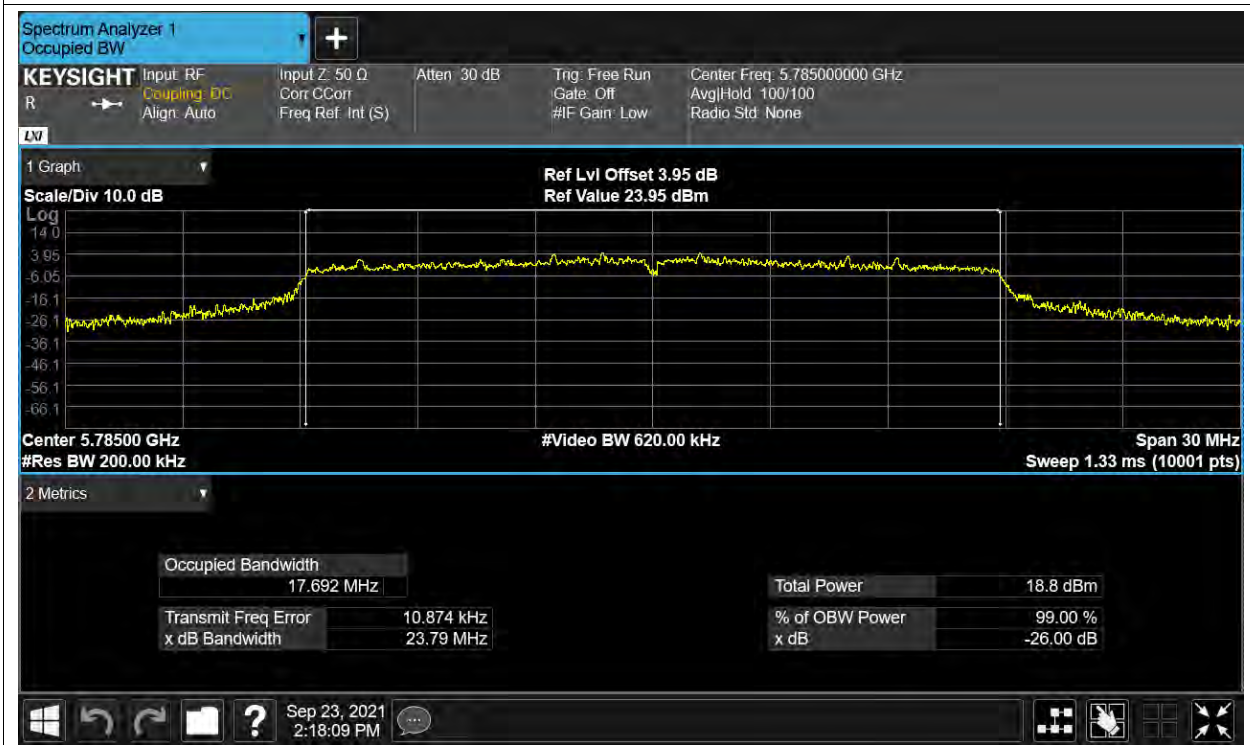 Spectrum Analyzer 1
Occupied BW
+
KEYSIGHT
R
LXI
Input: RF
Coupling: DC
Align: Auto
Input Z: 50 Ω
Corr CCorr
Freq Ref: Int (S)
Atten: 30 dB
Trig: Free Run
Gate: Off
#IF Gain: Low
Center Freq: 5.785000000 GHz
Avg|Hold: 100/100
Radio Std: None
1 Graph
Scale/Div 10.0 dB
Ref Lvl Offset 3.95 dB
Ref Value 23.95 dBm
Log
14.0
3.95
-6.05
-16.1
-26.1
-36.1
-46.1
-56.1
-66.1
Center 5.78500 GHz
#Res BW 200.00 kHz
#Video BW 620.00 kHz
Span 30 MHz
Sweep 1.33 ms (10001 pts)
2 Metrics
Occupied Bandwidth
17.692 MHz
Transmit Freq Error 10.874 kHz
x dB Bandwidth 23.79 MHz
Total Power 18.8 dBm
% of OBW Power 99.00 %
x dB -26.00 dB
?
Sep 23, 2021
2:18:09 PM